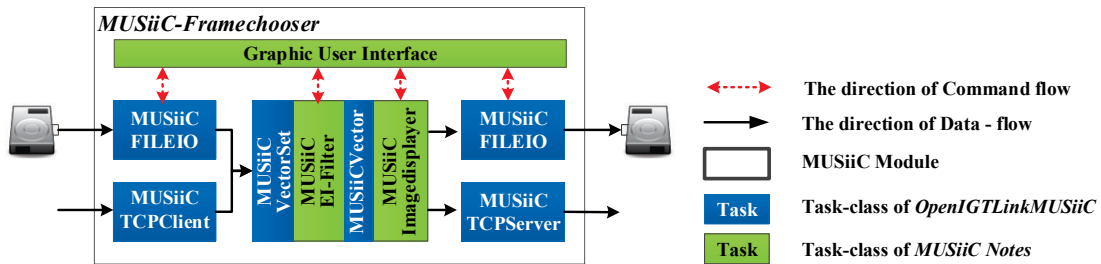 MUSiiC-Framechooser
Graphic User Interface
MUSiiC
FILEIO
MUSiiC
TCPClient
MUSiiC
VectorSet
MUSiiC
EI-Filter
MUSiiCVector
MUSiiC
Imagedisplayer
MUSiiC
FILEIO
MUSiiC
TCPServer
The direction of Command flow
The direction of Data - flow
MUSiiC Module
Task
Task-class of OpenIGTLinkMUSiiC
Task
Task-class of MUSiiC Notes